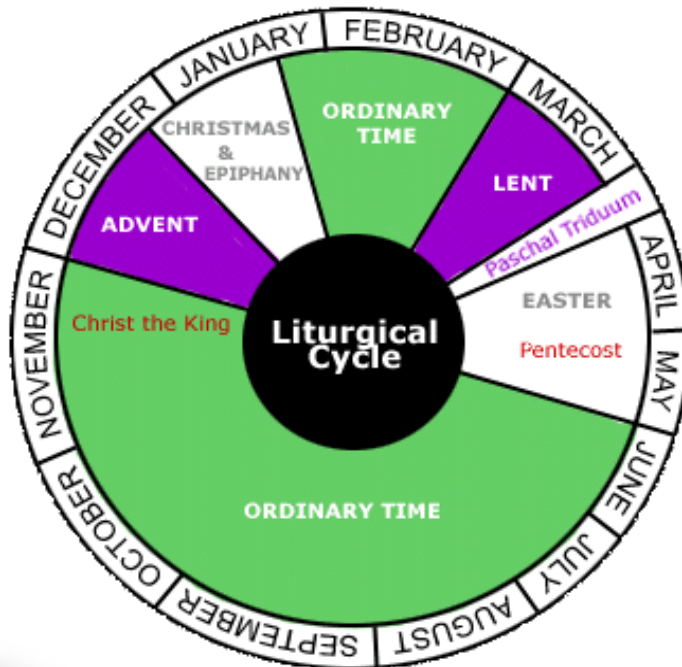 JANUARY
FEBRUARY
MARCH
APRIL
MAY
JUNE
JULY
AUGUST
SEPTEMBER
OCTOBER
NOVEMBER
DECEMBER
CHRISTMAS
&
EPIPHANY
ORDINARY
TIME
LENT
Paschal Triduum
EASTER
Pentecost
ORDINARY TIME
Christ the King
ADVENT
Liturgical
Cycle